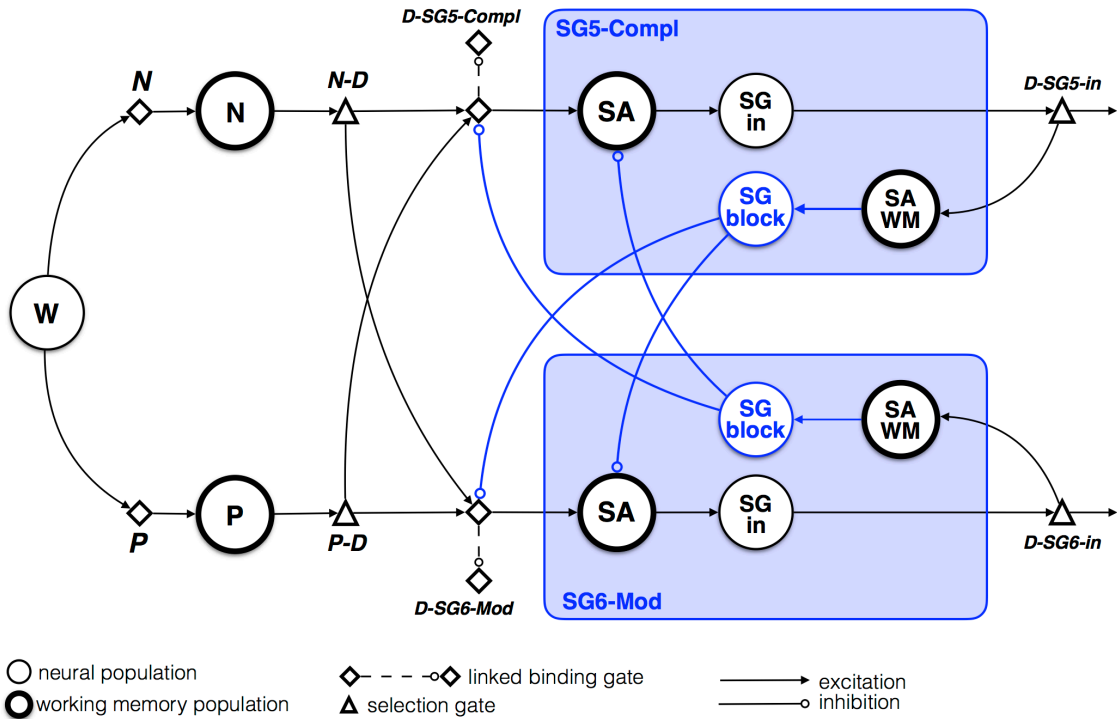 D-SG5-Compl
SG5-Compl
N
N-D
D-SG5-in
N
SA
SG
in
SG
block
SA
WM
W
SG
block
SA
WM
P
SA
SG
in
P
P-D
D-SG6-in
D-SG6-Mod
SG6-Mod
neural population
working memory population
linked binding gate
selection gate
excitation
inhibition